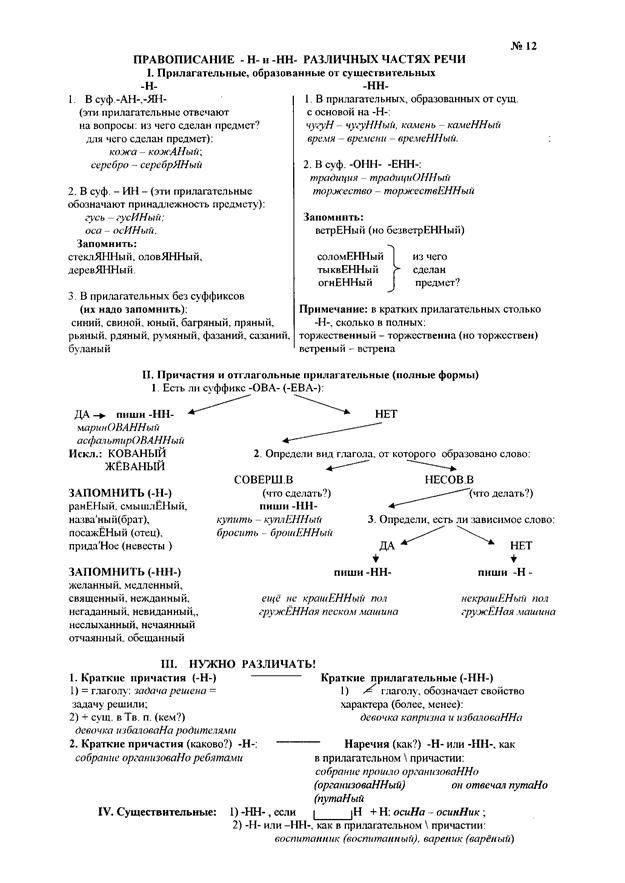 № 12
ПРАВОПИСАНИЕ - Н- и -НН- РАЗЛИЧНЫХ ЧАСТЯХ РЕЧИ
I. Прилагательные, образованные от существительных
-Н-
1. В суф.-АН-,-ЯН-
(эти прилагательные отвечают
на вопросы: из чего сделан предмет?
для чего сделан предмет):
кожа – кожАНый;
серебро – серебрЯНый
2. В суф. – ИН – (эти прилагательные
обозначают принадлежность предмету):
гусь – гусИНый;
оса – осИНый.
Запомнить:
стеклЯННый, оловЯННый,
деревЯННый.
3. В прилагательных без суффиксов
(их надо запомнить):
синий, свиной, юный, багряный, пряный,
рьяный, рдяный, румяный, фазаний, сазаний,
буланый
-НН-
1. В прилагательных, образованных от сущ.
с основой на -Н-:
чугуН – чугуННый, камень – камеННый
время – времени – времеННый.
2. В суф. -ОНН- -ЕНН-:
традиция – традициОННый
торжество – торжествЕННый
Запомнить:
ветрЕНый (но безветрЕННый)
соломЕННый из чего
тыквЕННый сделан
огнЕННый предмет?
Примечание: в кратких прилагательных столько
-Н-, сколько в полных:
торжественный – торжественна (но торжествен)
ветреный – встрена
II. Причастия и отглагольные прилагательные (полные формы)
1. Есть ли суффикс -ОВА- (-ЕВА-):
ДА пиши -НН- НЕТ
маринОВАННый
асфальтирОВАННый
Искл.: КОВАНЫЙ
ЖЁВАНЫЙ
2. Определи вид глагола, от которого образовано слово:
СОВЕРШ.В НЕСОВ.В
(что сделать?) (что делать?)
пиши -НН-
купить – куплЕННый
бросить – брошЕННый
3. Определи, есть ли зависимое слово:
ДА НЕТ
пиши -НН- пиши -Н -
ещё не крашЕННый пол некрашЕНый пол
гружЁННая песком машина гружЁНая машина
ЗАПОМНИТЬ (-Н-)
ранЕНый, смышлЁНый,
назва'ный(брат),
посажЁНый (отец),
прида'Ное (невесты )
ЗАПОМНИТЬ (-НН-)
желанный, медленный,
священный, нежданный,
негаданный, невиданный,,
неслыханный, нечаянный
отчаянный, обещанный
III. НУЖНО РАЗЛИЧАТЬ!
1. Краткие причастия (-Н-)
1) = глаголу: задача решена =
задачу решили;
2) + сущ. в Тв. п. (кем?)
девочка избаловаНа родителями
Краткие прилагательные (-НН-)
1) ≠ глаголу, обозначает свойство
характера (более, менее):
девочка капризна и избаловаННа
2. Краткие причастия (каково?) -Н-:
собрание организоваНо ребятами
Наречия (как?) -Н- или -НН-, как
в прилагательном \ причастии:
собрание прошло организоваННо
(организоваННый) он отвечал путаНо
(путаНый
IV. Существительные: 1) -НН- , если Н + Н: осиНа – осинНик ;
2) -Н- или –НН-, как в прилагательном \ причастии:
воспитанник (воспитанный), вареник (варёный)